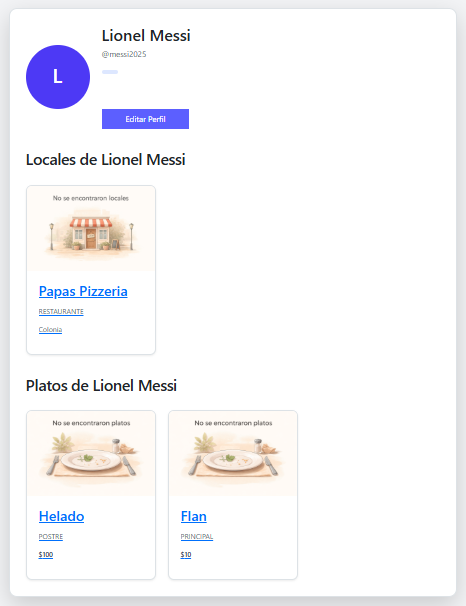 Lionel Messi
@messi2025
L
Editar Perfil
Locales de Lionel Messi
No se encontraron locales
Papas Pizzeria
RESTAURANTE
Colonia
Platos de Lionel Messi
No se encontraron platos
Helado
POSTRE
$100
No se encontraron platos
Flan
PRINCIPAL
$10